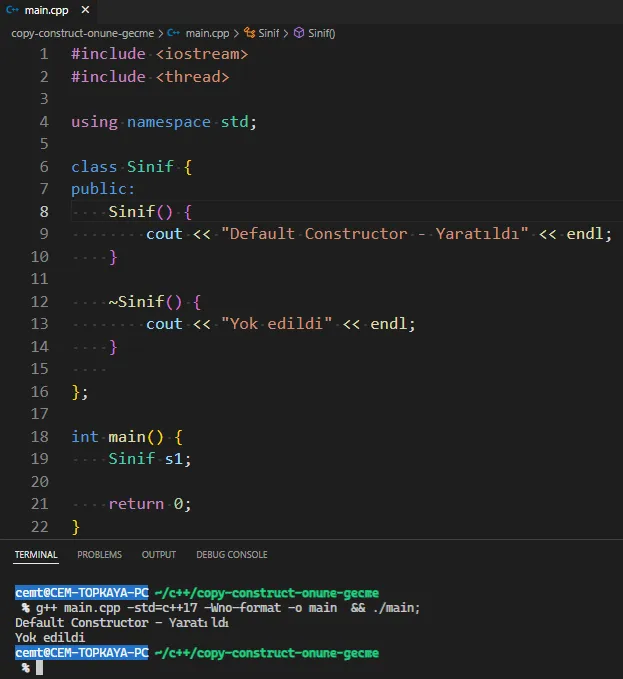 main.cpp ×
copy-construct-onune-gecme > main.cpp > Sinif > Sinif()
1 #include <iostream>
2 #include <thread>
3
4 using namespace std;
5
6 class Sinif {
7 public:
8     Sinif() {
9         cout << "Default Constructor - Yaratıldı" << endl;
10     }
11
12     ~Sinif() {
13         cout << "Yok edildi" << endl;
14     }
15
16 };
17
18 int main() {
19     Sinif s1;
20
21     return 0;
22 }
TERMINAL PROBLEMS OUTPUT DEBUG CONSOLE
cemt@CEM-TOPKAYA-PC ~/c++/copy-construct-onune-gecme
% g++ main.cpp -std=c++17 -Wno-format -o main  && ./main;
Default Constructor - Yaratıldı
Yok edildi
cemt@CEM-TOPKAYA-PC ~/c++/copy-construct-onune-gecme
%